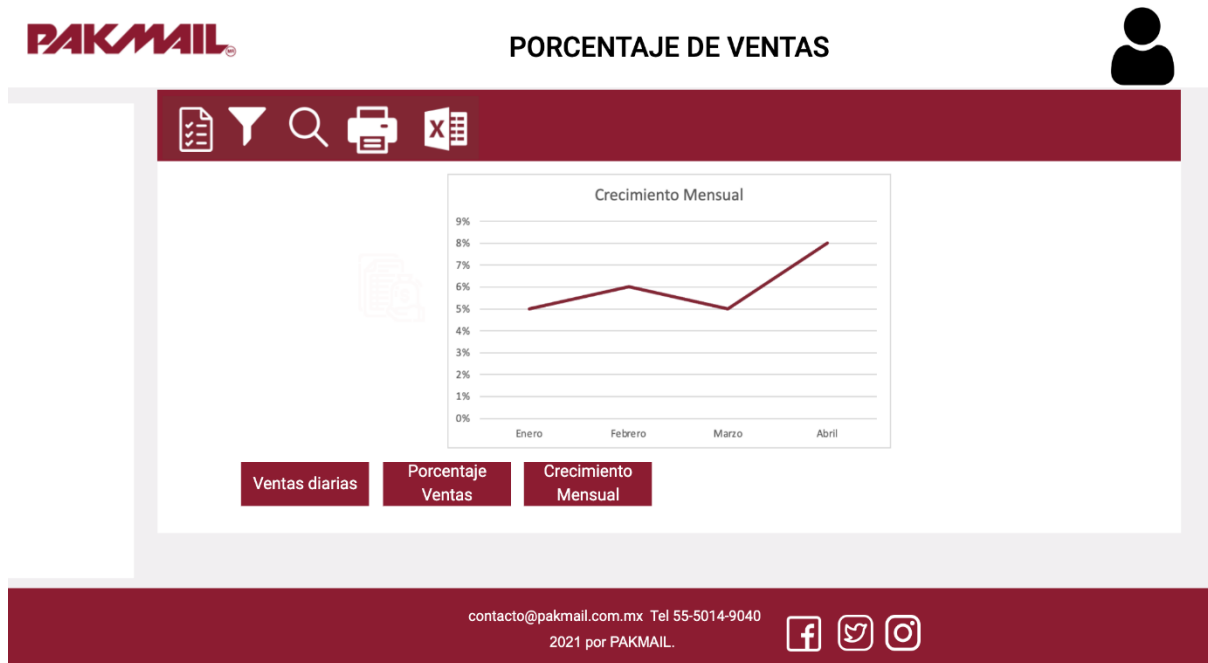 PAKMAIL MR
PORCENTAJE DE VENTAS
X
Crecimiento Mensual
9%
8%
7%
6%
5%
4%
3%
2%
1%
0%
Enero Febrero Marzo Abril
Ventas diarias
Porcentaje
Ventas
Crecimiento
Mensual
contacto@pakmail.com.mx Tel 55-5014-9040
2021 por PAKMAIL.